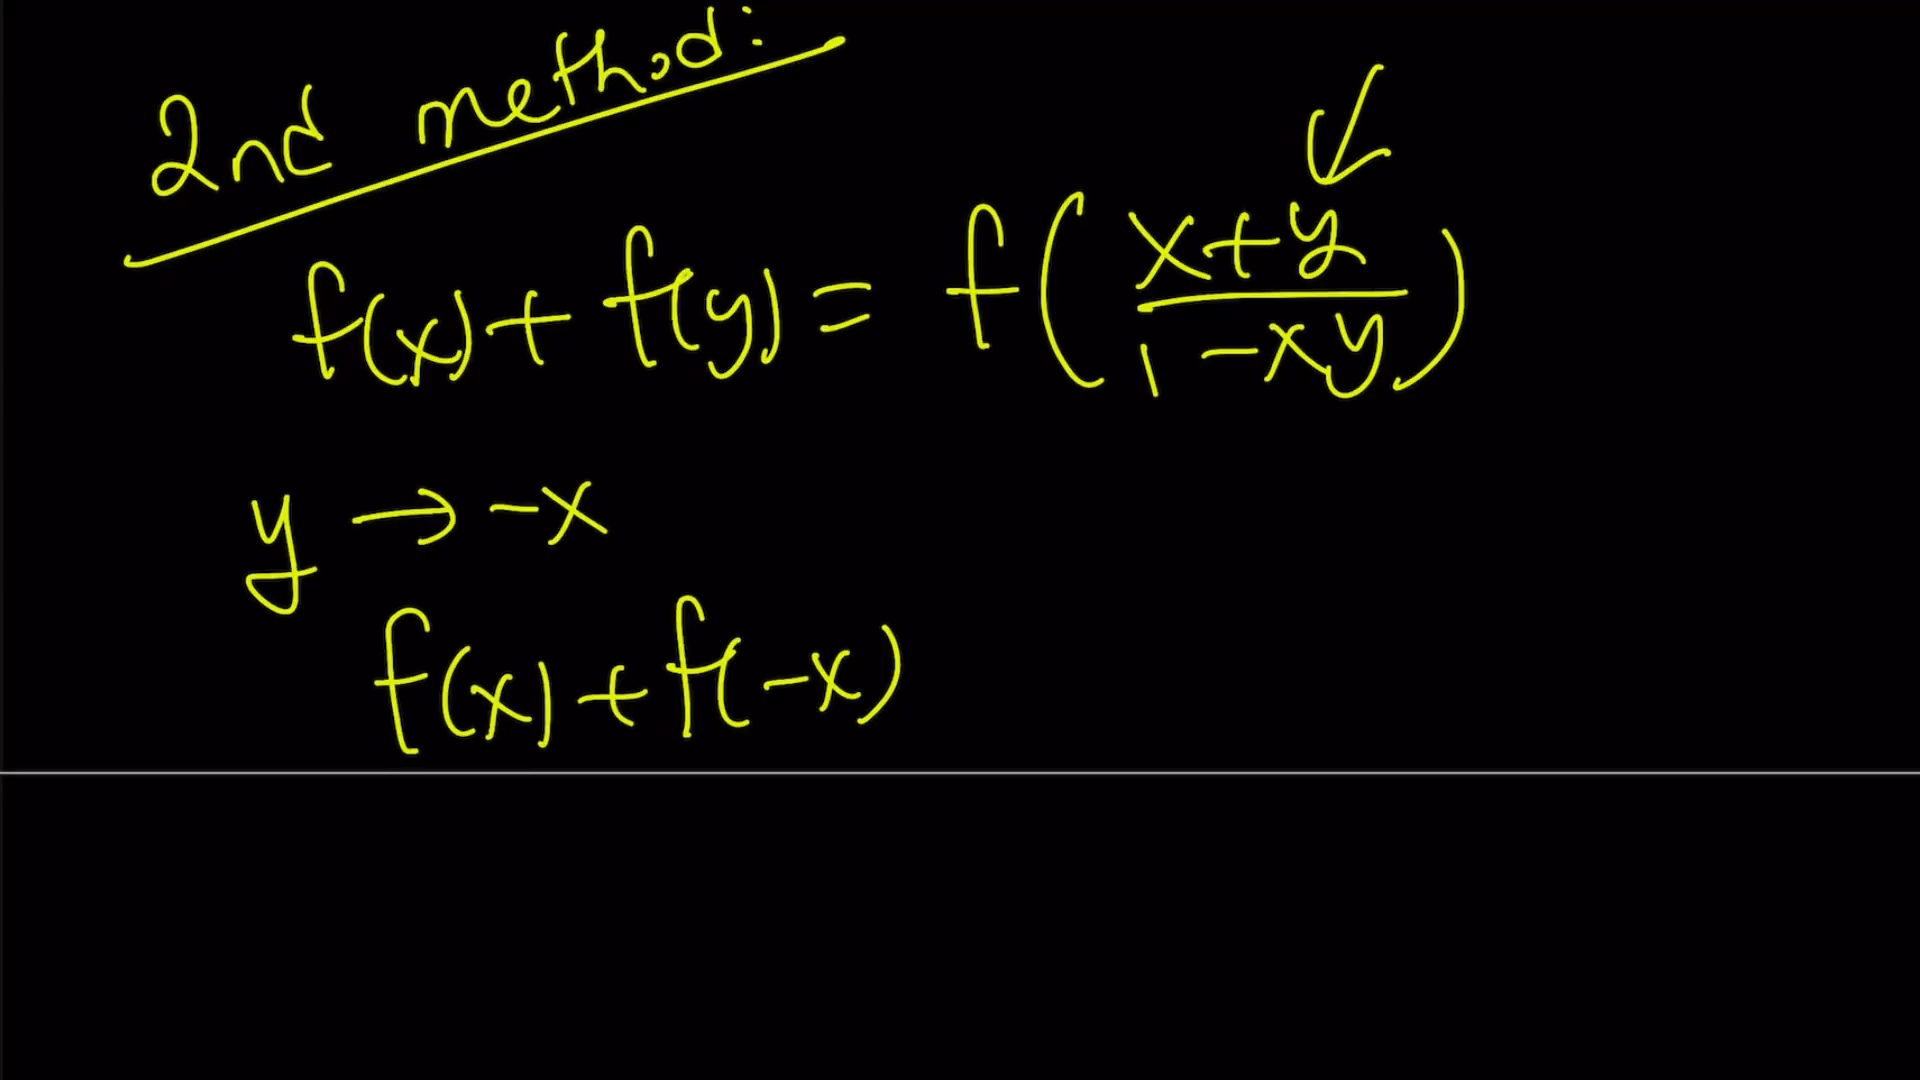 2nd method:
f(x) + f(y) = f((x+y)/(1-xy))
y → -x
f(x) + f(-x)